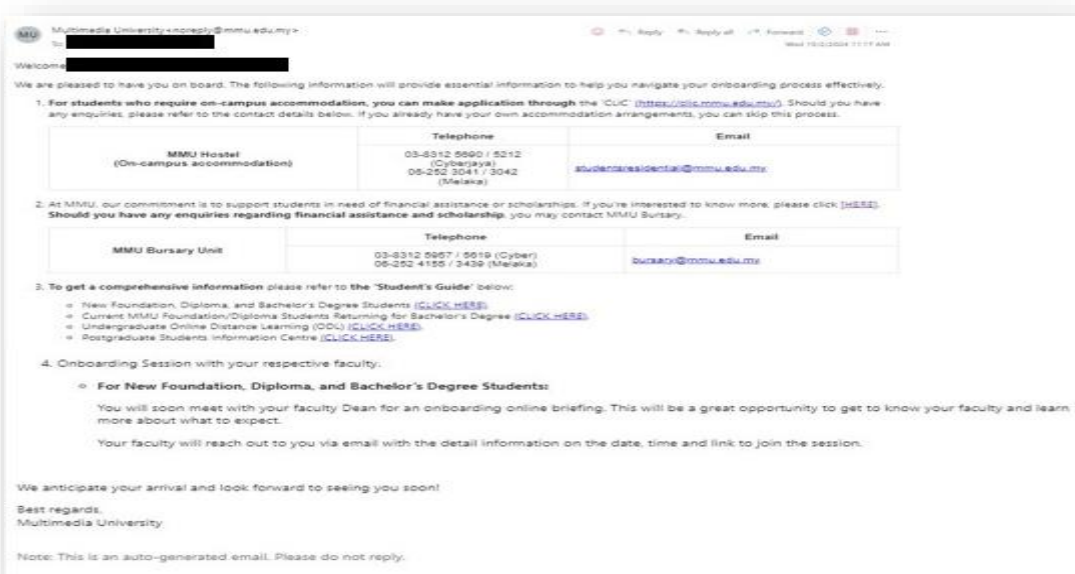 MU
Multimedia University <noreply@mmu.edu.my>
Reply Reply all Forward
To:
Wed 10/2/2024 11:17 AM
Welcome
We are pleased to have you on board. The following information will provide essential information to help you navigate your onboarding process effectively.
1. For students who require on-campus accommodation, you can make application through the 'CLiC' (https://clic.mmu.edu.my/). Should you have
any enquiries, please refer to the contact details below. If you already have your own accommodation arrangements, you can skip this process.
Telephone Email
MMU Hostel
(On-campus accommodation)
03-8312 5690 / 5212
(Cyberjaya)
06-252 3041 / 3042
(Melaka)
studentsresidential@mmu.edu.my
2. At MMU, our commitment is to support students in need of financial assistance or scholarships. If you're interested to know more, please click [HERE].
Should you have any enquiries regarding financial assistance and scholarship, you may contact MMU Bursary.
Telephone Email
MMU Bursary Unit
03-8312 5967 / 5619 (Cyber)
06-252 4155 / 3439 (Melaka)
bursary@mmu.edu.my
3. To get a comprehensive information please refer to the 'Student's Guide' below:
New Foundation, Diploma, and Bachelor's Degree Students (CLICK HERE).
Current MMU Foundation/Diploma Students Returning for Bachelor's Degree (CLICK HERE).
Undergraduate Online Distance Learning (ODL) (CLICK HERE).
Postgraduate Students Information Centre (CLICK HERE).
4. Onboarding Session with your respective faculty:
For New Foundation, Diploma, and Bachelor's Degree Students:
You will soon meet with your faculty Dean for an onboarding online briefing. This will be a great opportunity to get to know your faculty and learn
more about what to expect.
Your faculty will reach out to you via email with the detail information on the date, time and link to join the session.
We anticipate your arrival and look forward to seeing you soon!
Best regards,
Multimedia University
Note: This is an auto-generated email. Please do not reply.